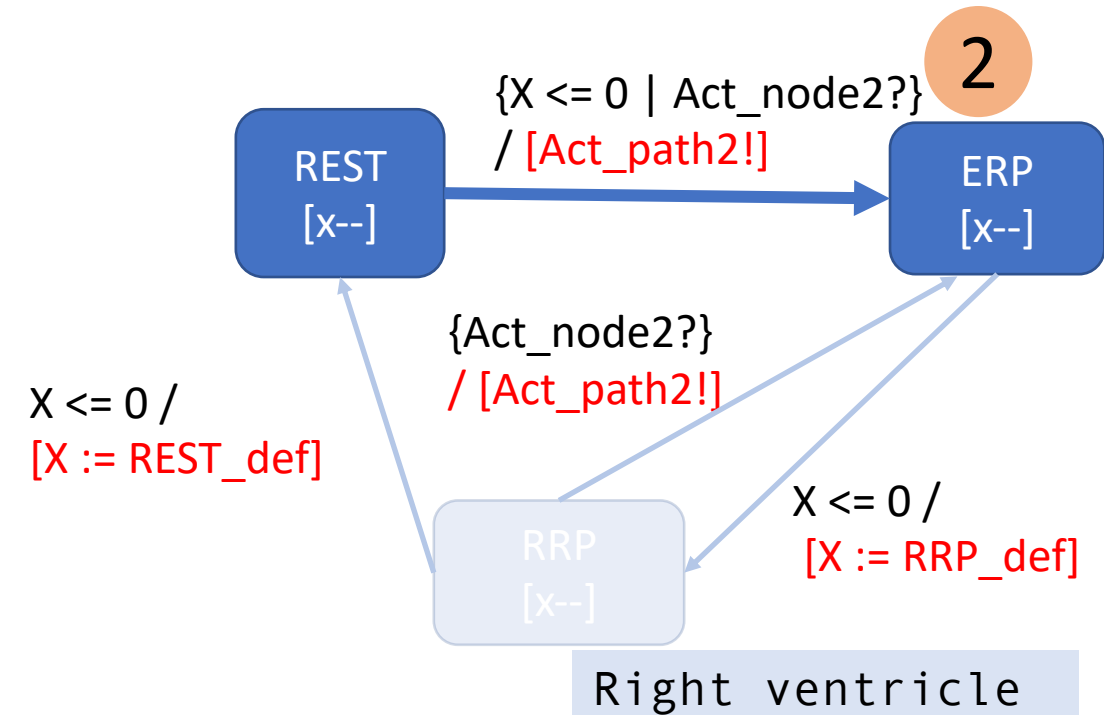 2
{X <= 0 | Act_node2?}
/ [Act_path2!]
REST
[x--]
ERP
[x--]
{Act_node2?}
/ [Act_path2!]
X <= 0 /
[X := REST_def]
X <= 0 /
[X := RRP_def]
RRP
[x--]
Right ventricle